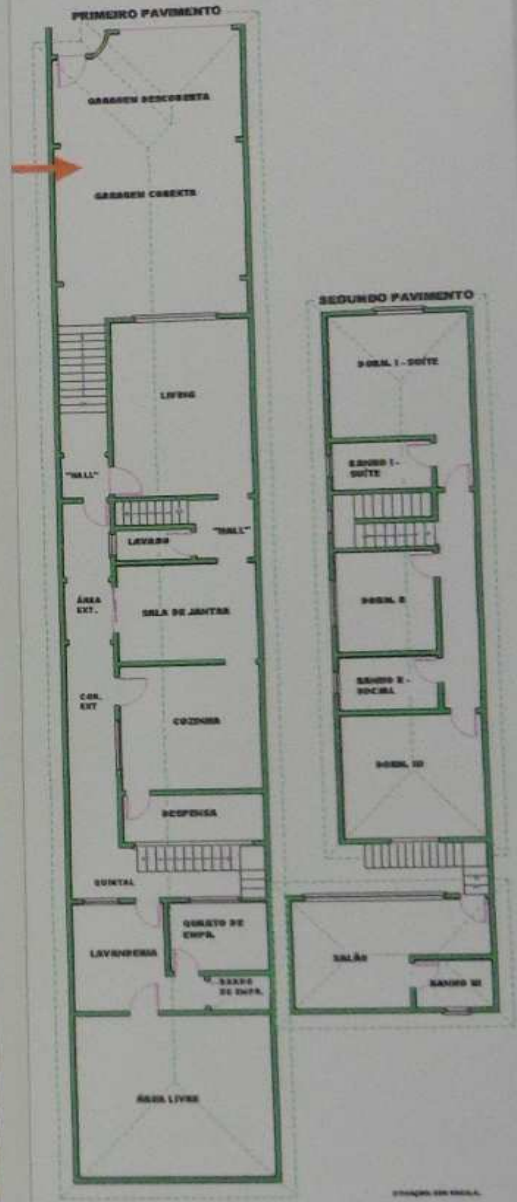 PRIMEIRO PAVIMENTO
GARAGEM DESCOBERTA
GARAGEM COBERTA
LIVING
"HALL"
LAVABO
"HALL"
ÁREA
EXT.
SALA DE JANTAR
COR.
EXT
COZINHA
DESPENSA
QUINTAL
LAVANDERIA
QUARTO DE
EMPR.
BANHO
DE EMPR.
ÁREA LIVRE
SEGUNDO PAVIMENTO
DORM. I - SUÍTE
BANHO I -
SUÍTE
DORM. II
BANHO II -
SOCIAL
DORM. III
SALÃO
BANHO III